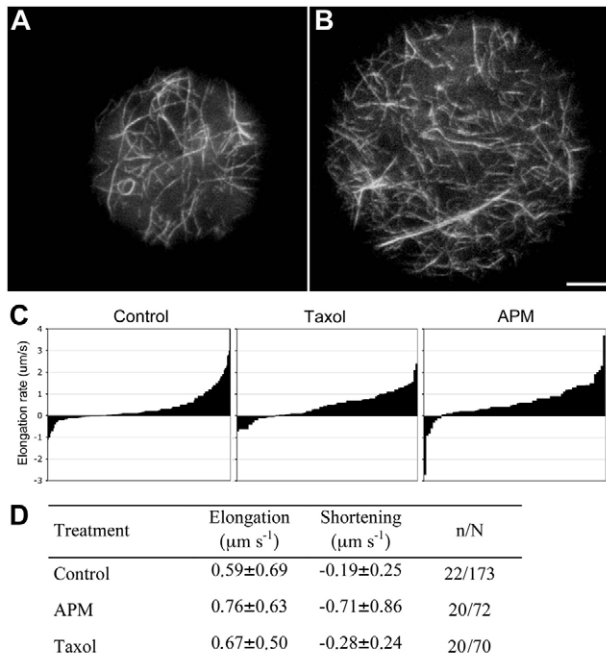 A B
C Control Taxol APM
Elongation rate (um/s)
4
3
2
1
0
-1
-2
-3
D
Treatment Elongation (μm s⁻¹) Shortening (μm s⁻¹) n/N
Control 0.59±0.69 -0.19±0.25 22/173
APM 0.76±0.63 -0.71±0.86 20/72
Taxol 0.67±0.50 -0.28±0.24 20/70